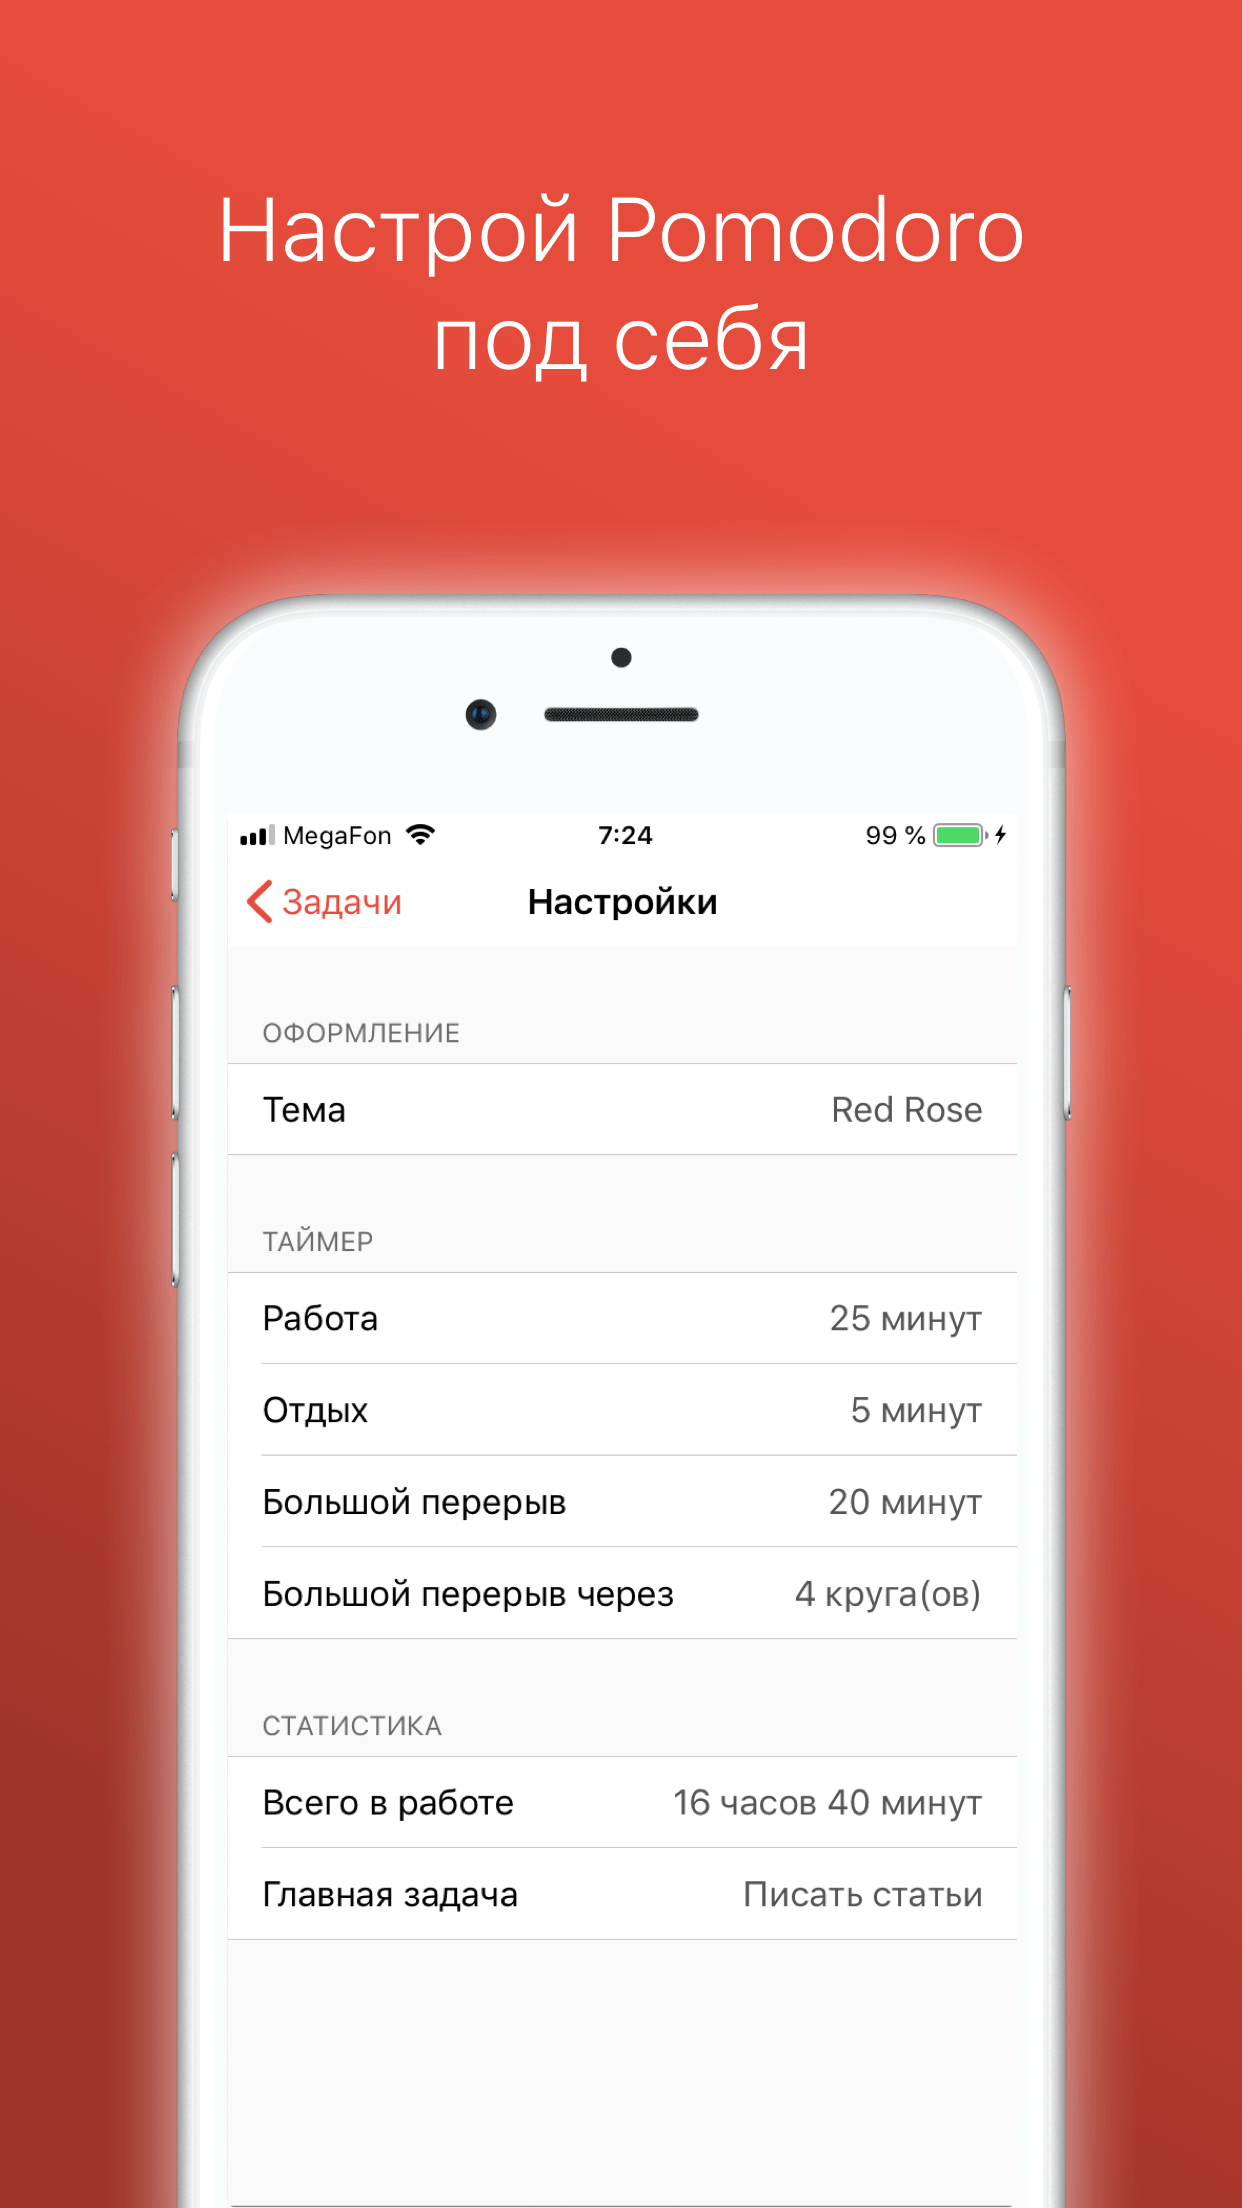 Настрой Pomodoro
под себя
MegaFon 7:24 99 %
Задачи Настройки
ОФОРМЛЕНИЕ
Тема Red Rose
ТАЙМЕР
Работа 25 минут
Отдых 5 минут
Большой перерыв 20 минут
Большой перерыв через 4 круга(ов)
СТАТИСТИКА
Всего в работе 16 часов 40 минут
Главная задача Писать статьи